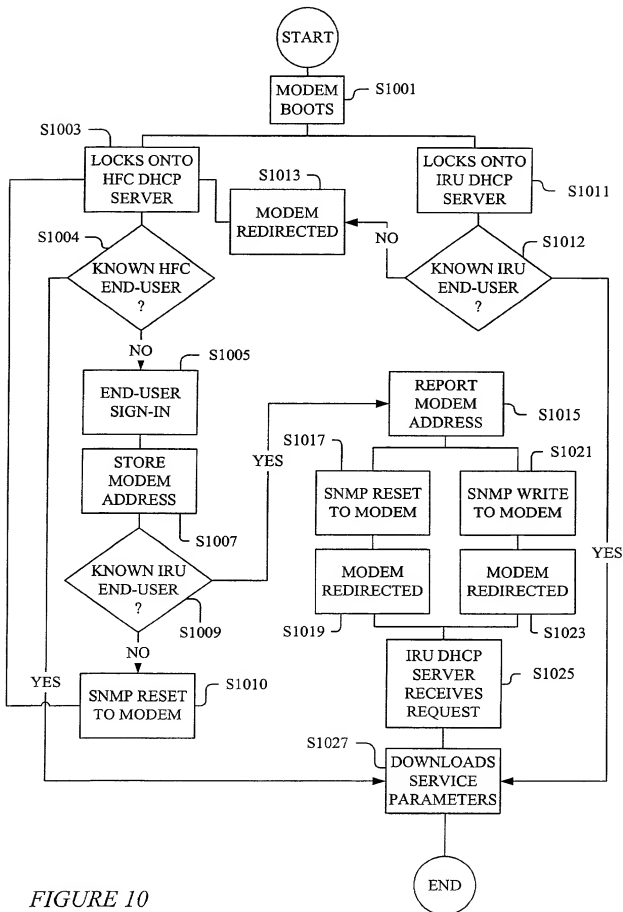 START
MODEM
BOOTS
S1001
S1003
LOCKS ONTO
HFC DHCP
SERVER
S1013
MODEM
REDIRECTED
LOCKS ONTO
IRU DHCP
SERVER
S1011
S1004
KNOWN HFC
END-USER
?
NO
S1012
KNOWN IRU
END-USER
?
NO
S1005
END-USER
SIGN-IN
STORE
MODEM
ADDRESS
S1007
KNOWN IRU
END-USER
?
S1009
YES
NO
SNMP RESET
TO MODEM
S1010
YES
REPORT
MODEM
ADDRESS
S1015
S1017
SNMP RESET
TO MODEM
S1021
SNMP WRITE
TO MODEM
YES
MODEM
REDIRECTED
S1019
MODEM
REDIRECTED
S1023
IRU DHCP
SERVER
RECEIVES
REQUEST
S1025
S1027
DOWNLOADS
SERVICE
PARAMETERS
END
FIGURE 10